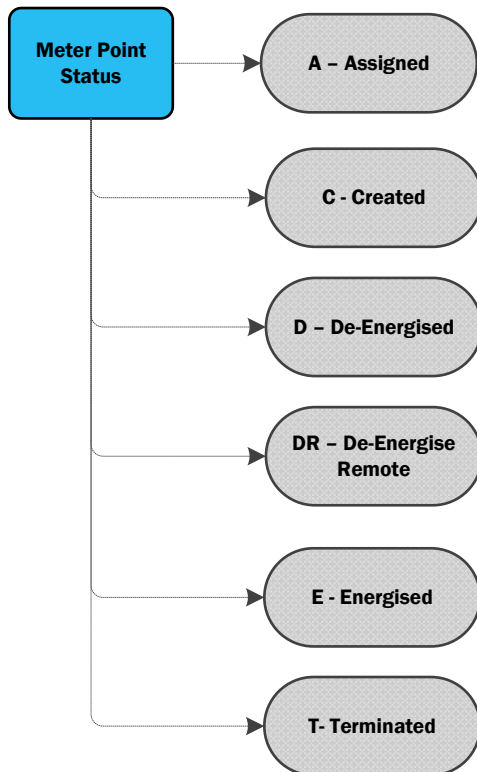 Meter Point
Status
A – Assigned
C - Created
D – De-Energised
DR – De-Energise
Remote
E - Energised
T- Terminated